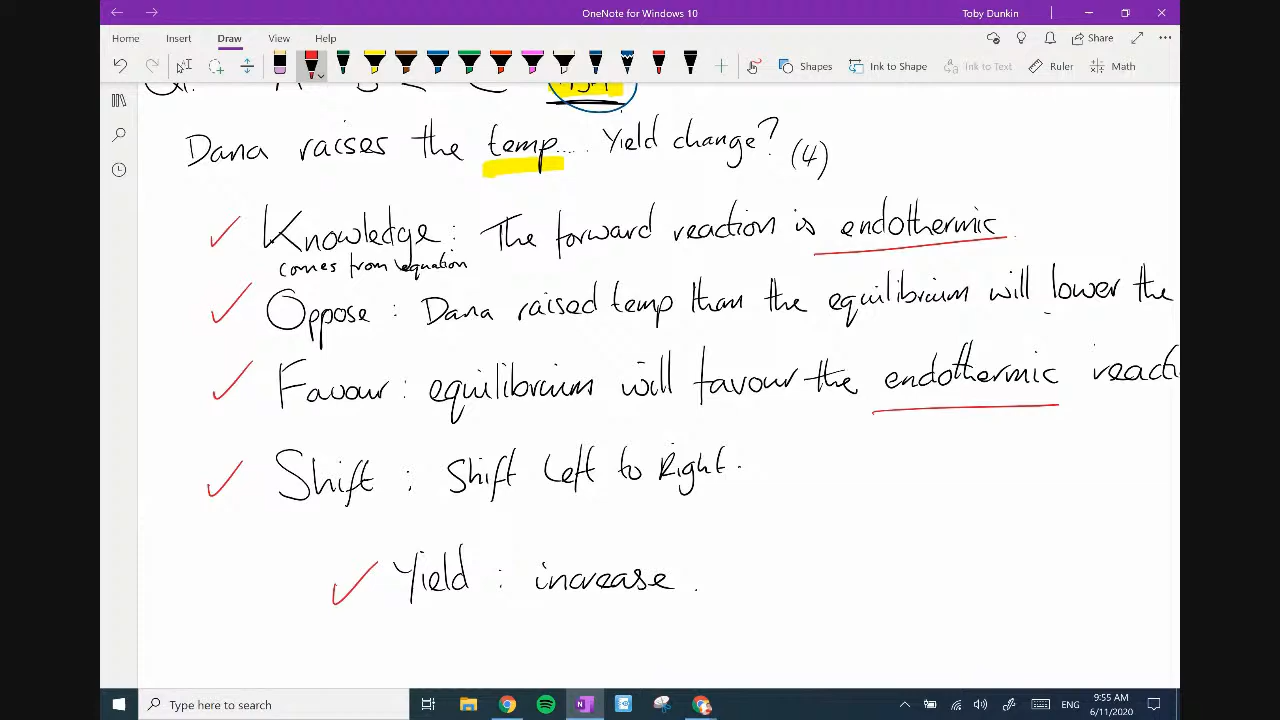 OneNote for Windows 10
Toby Dunkin
Home Insert Draw View Help
Share
Shapes Ink to Shape Ink to Text Ruler Math
Dana raises the temp..... Yield change? (4)
Knowledge : The forward reaction is endothermic.
comes from equation
Oppose : Dana raised temp than the equilibrium will lower the
Favour : equilibrium will favour the endothermic reacti
Shift : Shift Left to Right.
Yield : increase.
Type here to search
ENG
9:55 AM
6/11/2020